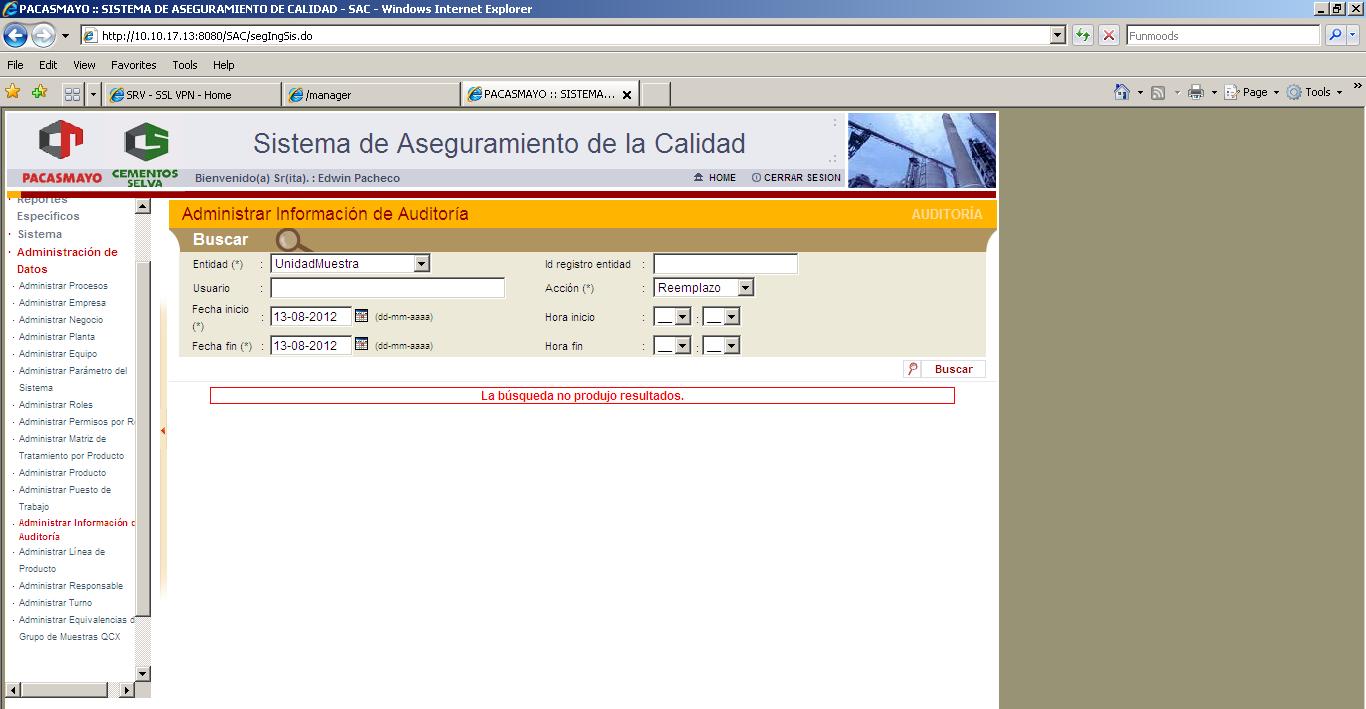 PACASMAYO :: SISTEMA DE ASEGURAMIENTO DE CALIDAD - SAC - Windows Internet Explorer
http://10.10.17.13:8080/SAC/segIngSis.do
Funmoods
File Edit View Favorites Tools Help
SRV - SSL VPN - Home
/manager
PACASMAYO :: SISTEMA...
Page
Tools
PACASMAYO
CEMENTOS SELVA
Sistema de Aseguramiento de la Calidad
Bienvenido(a) Sr(ita). : Edwin Pacheco
HOME
CERRAR SESION
Reportes
Específicos
Sistema
Administración de
Datos
Administrar Procesos
Administrar Empresa
Administrar Negocio
Administrar Planta
Administrar Equipo
Administrar Parámetro del
Sistema
Administrar Roles
Administrar Permisos por R
Administrar Matriz de
Tratamiento por Producto
Administrar Producto
Administrar Puesto de
Trabajo
Administrar Información d
Auditoría
Administrar Línea de
Producto
Administrar Responsable
Administrar Turno
Administrar Equivalencias d
Grupo de Muestras QCX
Administrar Información de Auditoría
AUDITORÍA
Buscar
Entidad (*) : UnidadMuestra
Id registro entidad :
Usuario :
Acción (*) : Reemplazo
Fecha inicio
(*) : 13-08-2012 (dd-mm-aaaa)
Hora inicio : __ : __
Fecha fin (*) : 13-08-2012 (dd-mm-aaaa)
Hora fin : __ : __
Buscar
La búsqueda no produjo resultados.